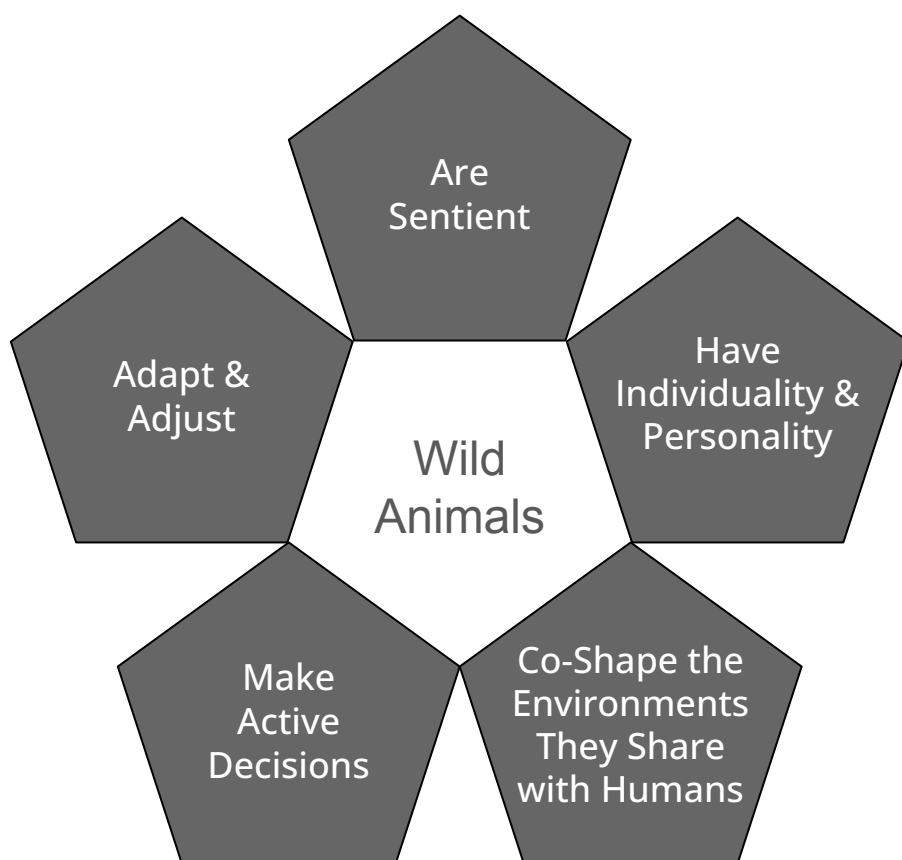 Are
Sentient
Have
Individuality &
Personality
Adapt &
Adjust
Wild
Animals
Co-Shape the
Environments
They Share
with Humans
Make
Active
Decisions